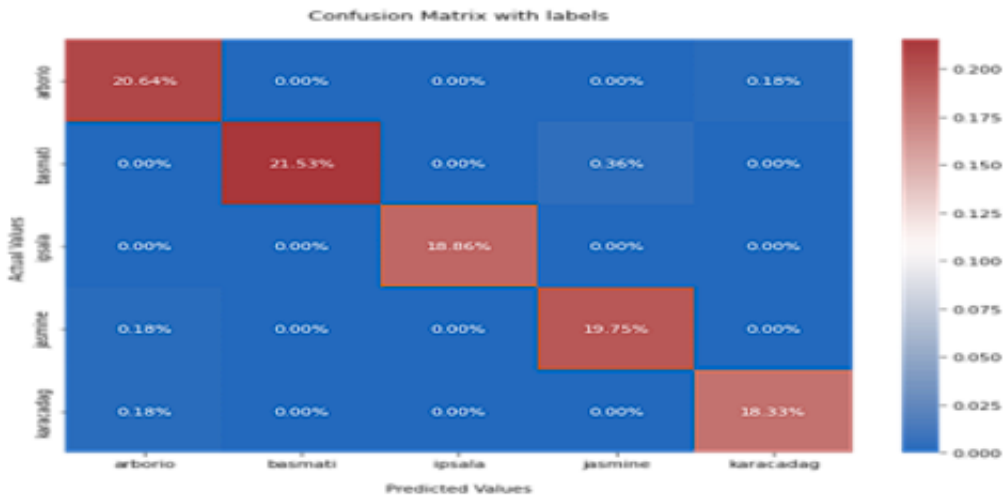 Confusion Matrix with labels
arborio 20.64% 0.00% 0.00% 0.00% 0.18%
basmati 0.00% 21.53% 0.00% 0.36% 0.00%
ipsala 0.00% 0.00% 18.86% 0.00% 0.00%
jasmine 0.18% 0.00% 0.00% 19.75% 0.00%
karacadag 0.18% 0.00% 0.00% 0.00% 18.33%
Actual Values
arborio basmati ipsala jasmine karacadag
Predicted Values
0.200
0.175
0.150
0.125
0.100
0.075
0.050
0.025
0.000